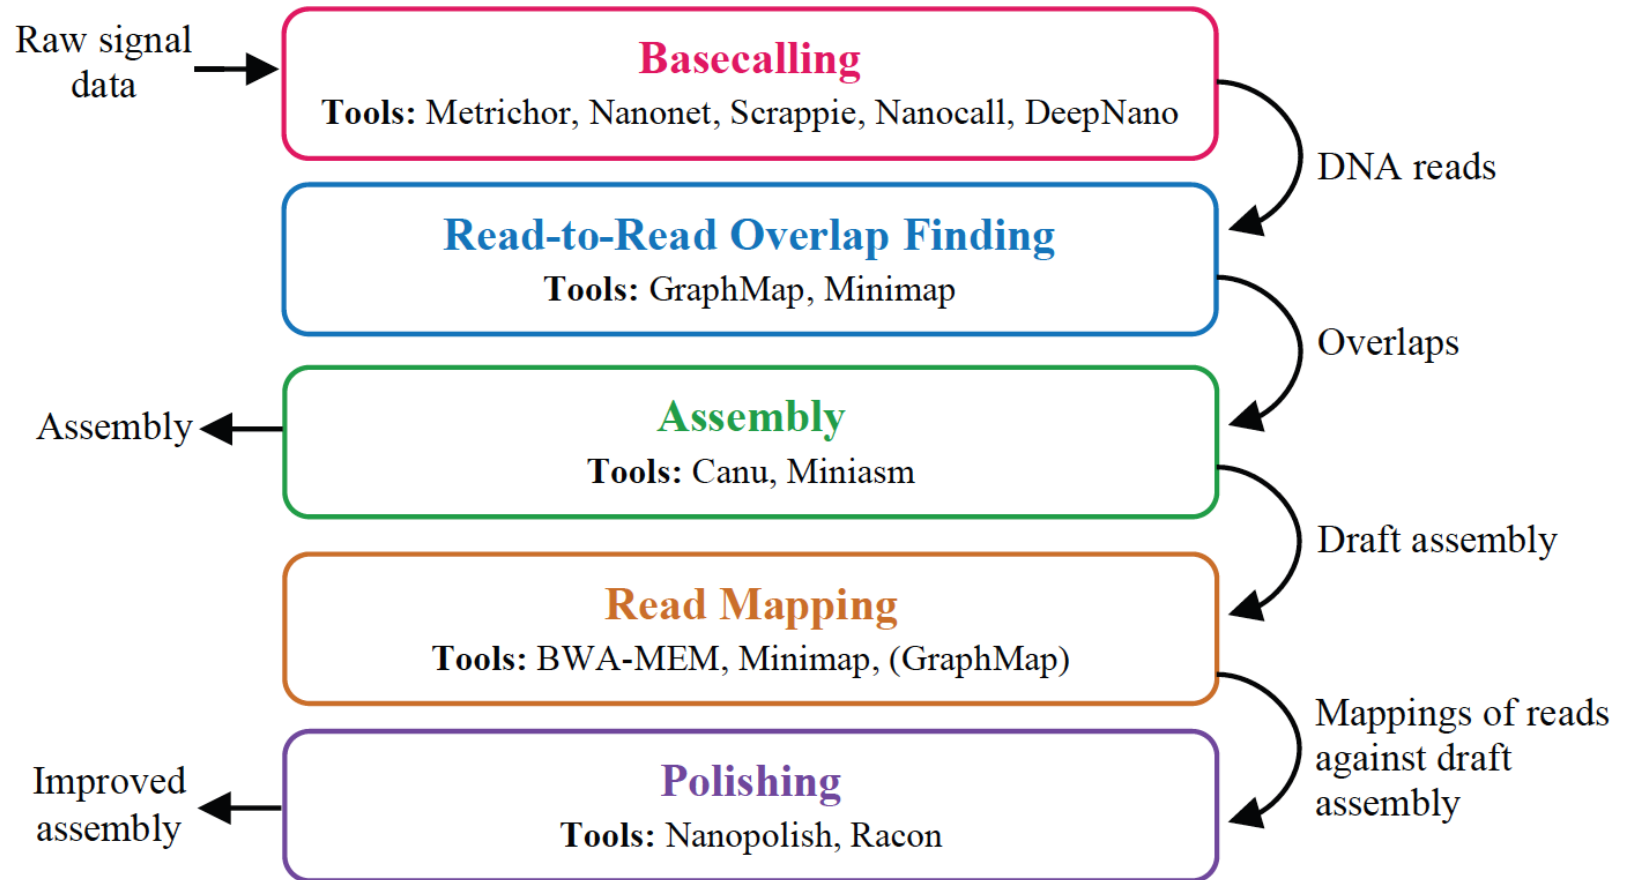 Raw signal
data
Basecalling
Tools: Metrichor, Nanonet, Scrappie, Nanocall, DeepNano
DNA reads
Read-to-Read Overlap Finding
Tools: GraphMap, Minimap
Overlaps
Assembly
Assembly
Tools: Canu, Miniasm
Draft assembly
Read Mapping
Tools: BWA-MEM, Minimap, (GraphMap)
Mappings of reads
against draft
assembly
Improved
assembly
Polishing
Tools: Nanopolish, Racon